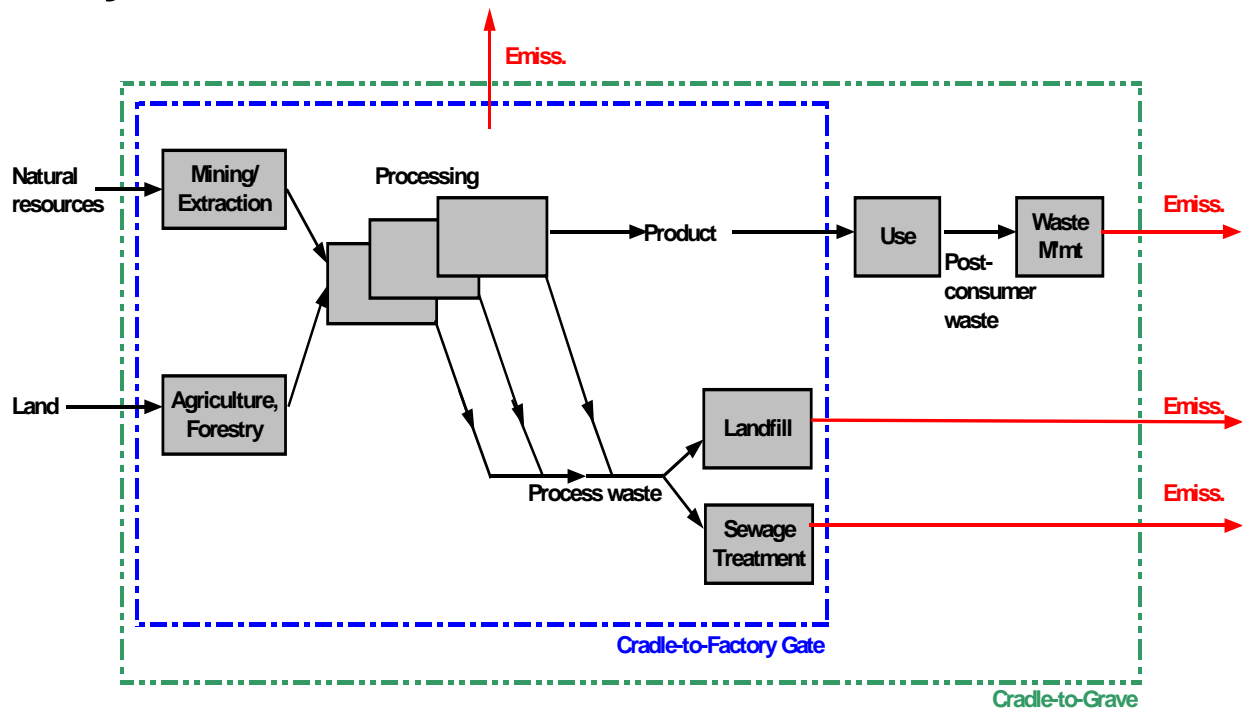 Emiss.
Natural
resources
Mining/
Extraction
Processing
Product
Use
Waste
M'mt
Emiss.
Post-
consumer
waste
Land
Agriculture,
Forestry
Landfill
Emiss.
Process waste
Sewage
Treatment
Emiss.
Cradle-to-Factory Gate
Cradle-to-Grave